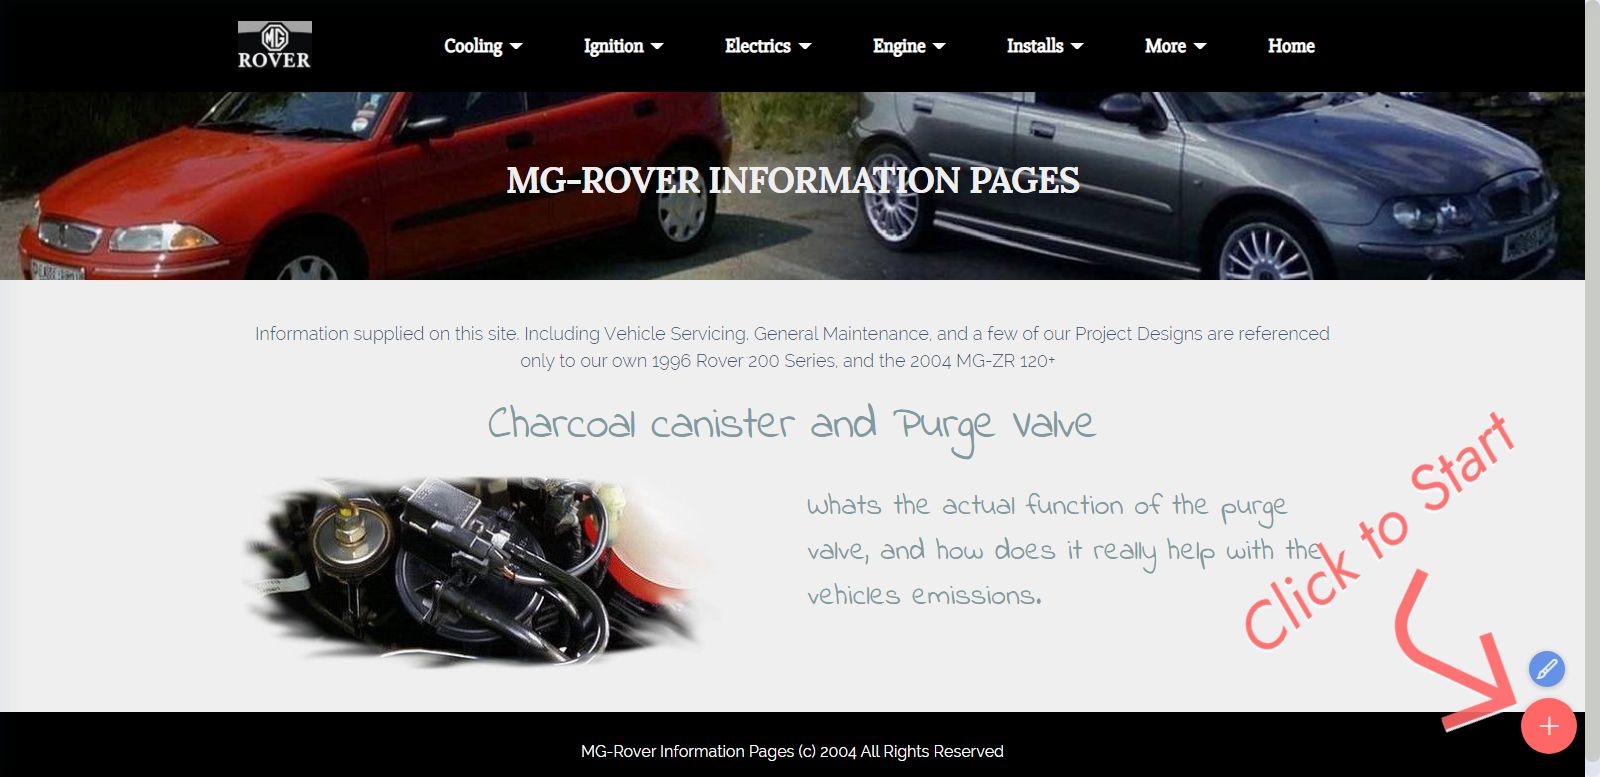 MG
ROVER
Cooling Ignition Electrics Engine Installs More Home
MG-ROVER INFORMATION PAGES
Information supplied on this site. Including Vehicle Servicing. General Maintenance, and a few of our Project Designs are referenced
only to our own 1996 Rover 200 Series, and the 2004 MG-ZR 120+
Charcoal canister and Purge Valve
Whats the actual function of the purge
valve, and how does it really help with the
vehicles emissions.
Click to Start
MG-Rover Information Pages (c) 2004 All Rights Reserved